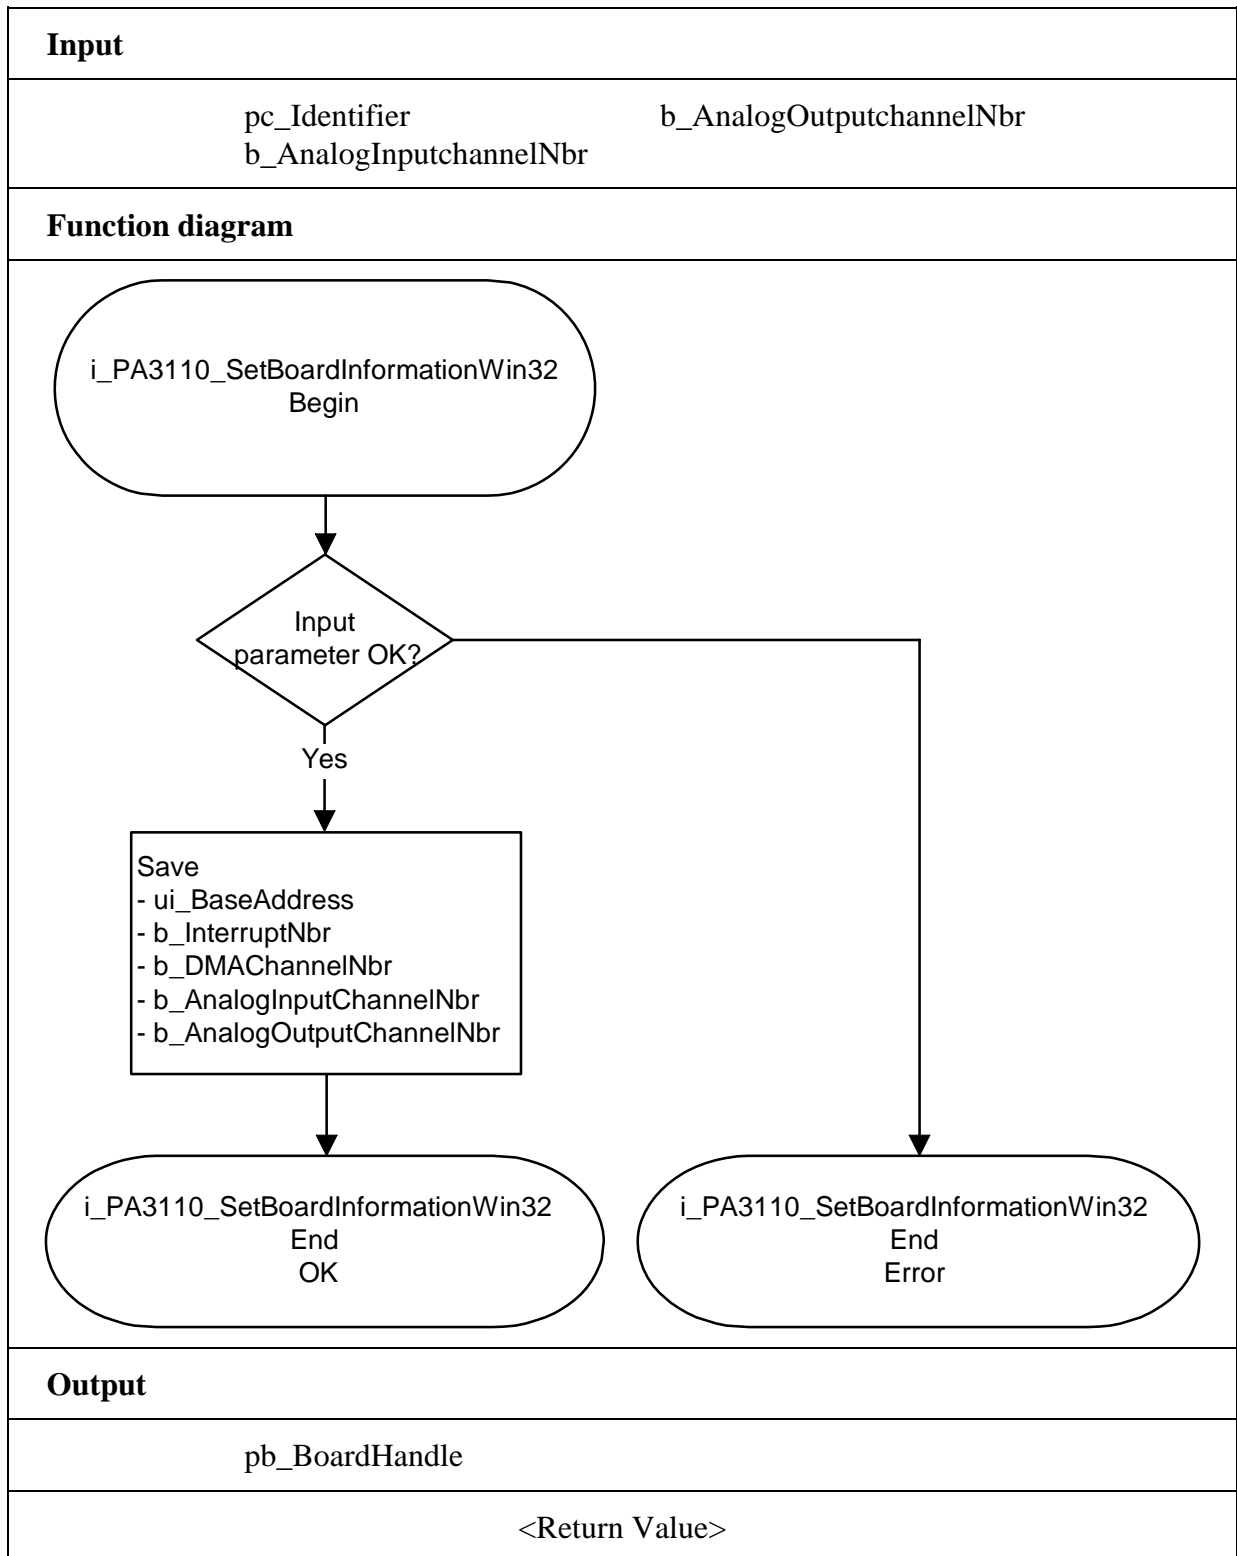 Input
pc_Identifier b_AnalogOutputchannelNbr
b_AnalogInputchannelNbr
Function diagram
i_PA3110_SetBoardInformationWin32
Begin
Input
parameter OK?
Yes
Save
- ui_BaseAddress
- b_InterruptNbr
- b_DMAChannelNbr
- b_AnalogInputChannelNbr
- b_AnalogOutputChannelNbr
i_PA3110_SetBoardInformationWin32
End
OK
i_PA3110_SetBoardInformationWin32
End
Error
Output
pb_BoardHandle
<Return Value>